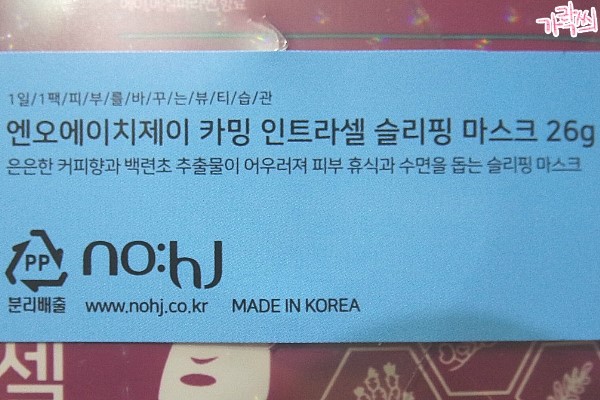 가락씨
1일/1팩/피/부/를/바/꾸/는/뷰/티/습/관
엔오에이치제이 카밍 인트라셀 슬리핑 마스크 26g
은은한 커피향과 백련초 추출물이 어우러져 피부 휴식과 수면을 돕는 슬리핑 마스크
PP
no:hJ
분리배출 www.nohj.co.kr MADE IN KOREA
섹